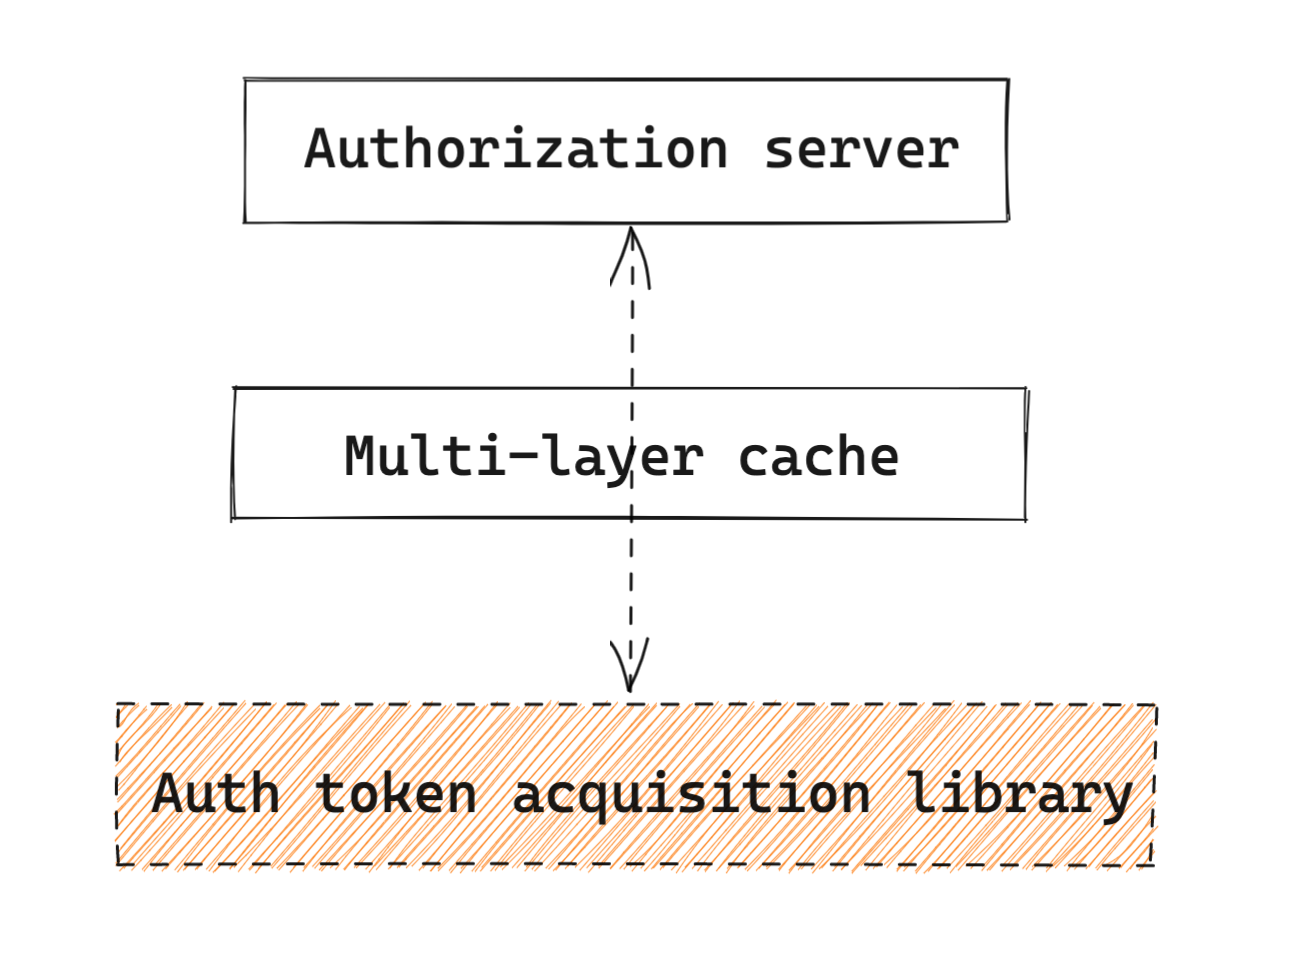 Authorization server
Multi-layer cache
Auth token acquisition library